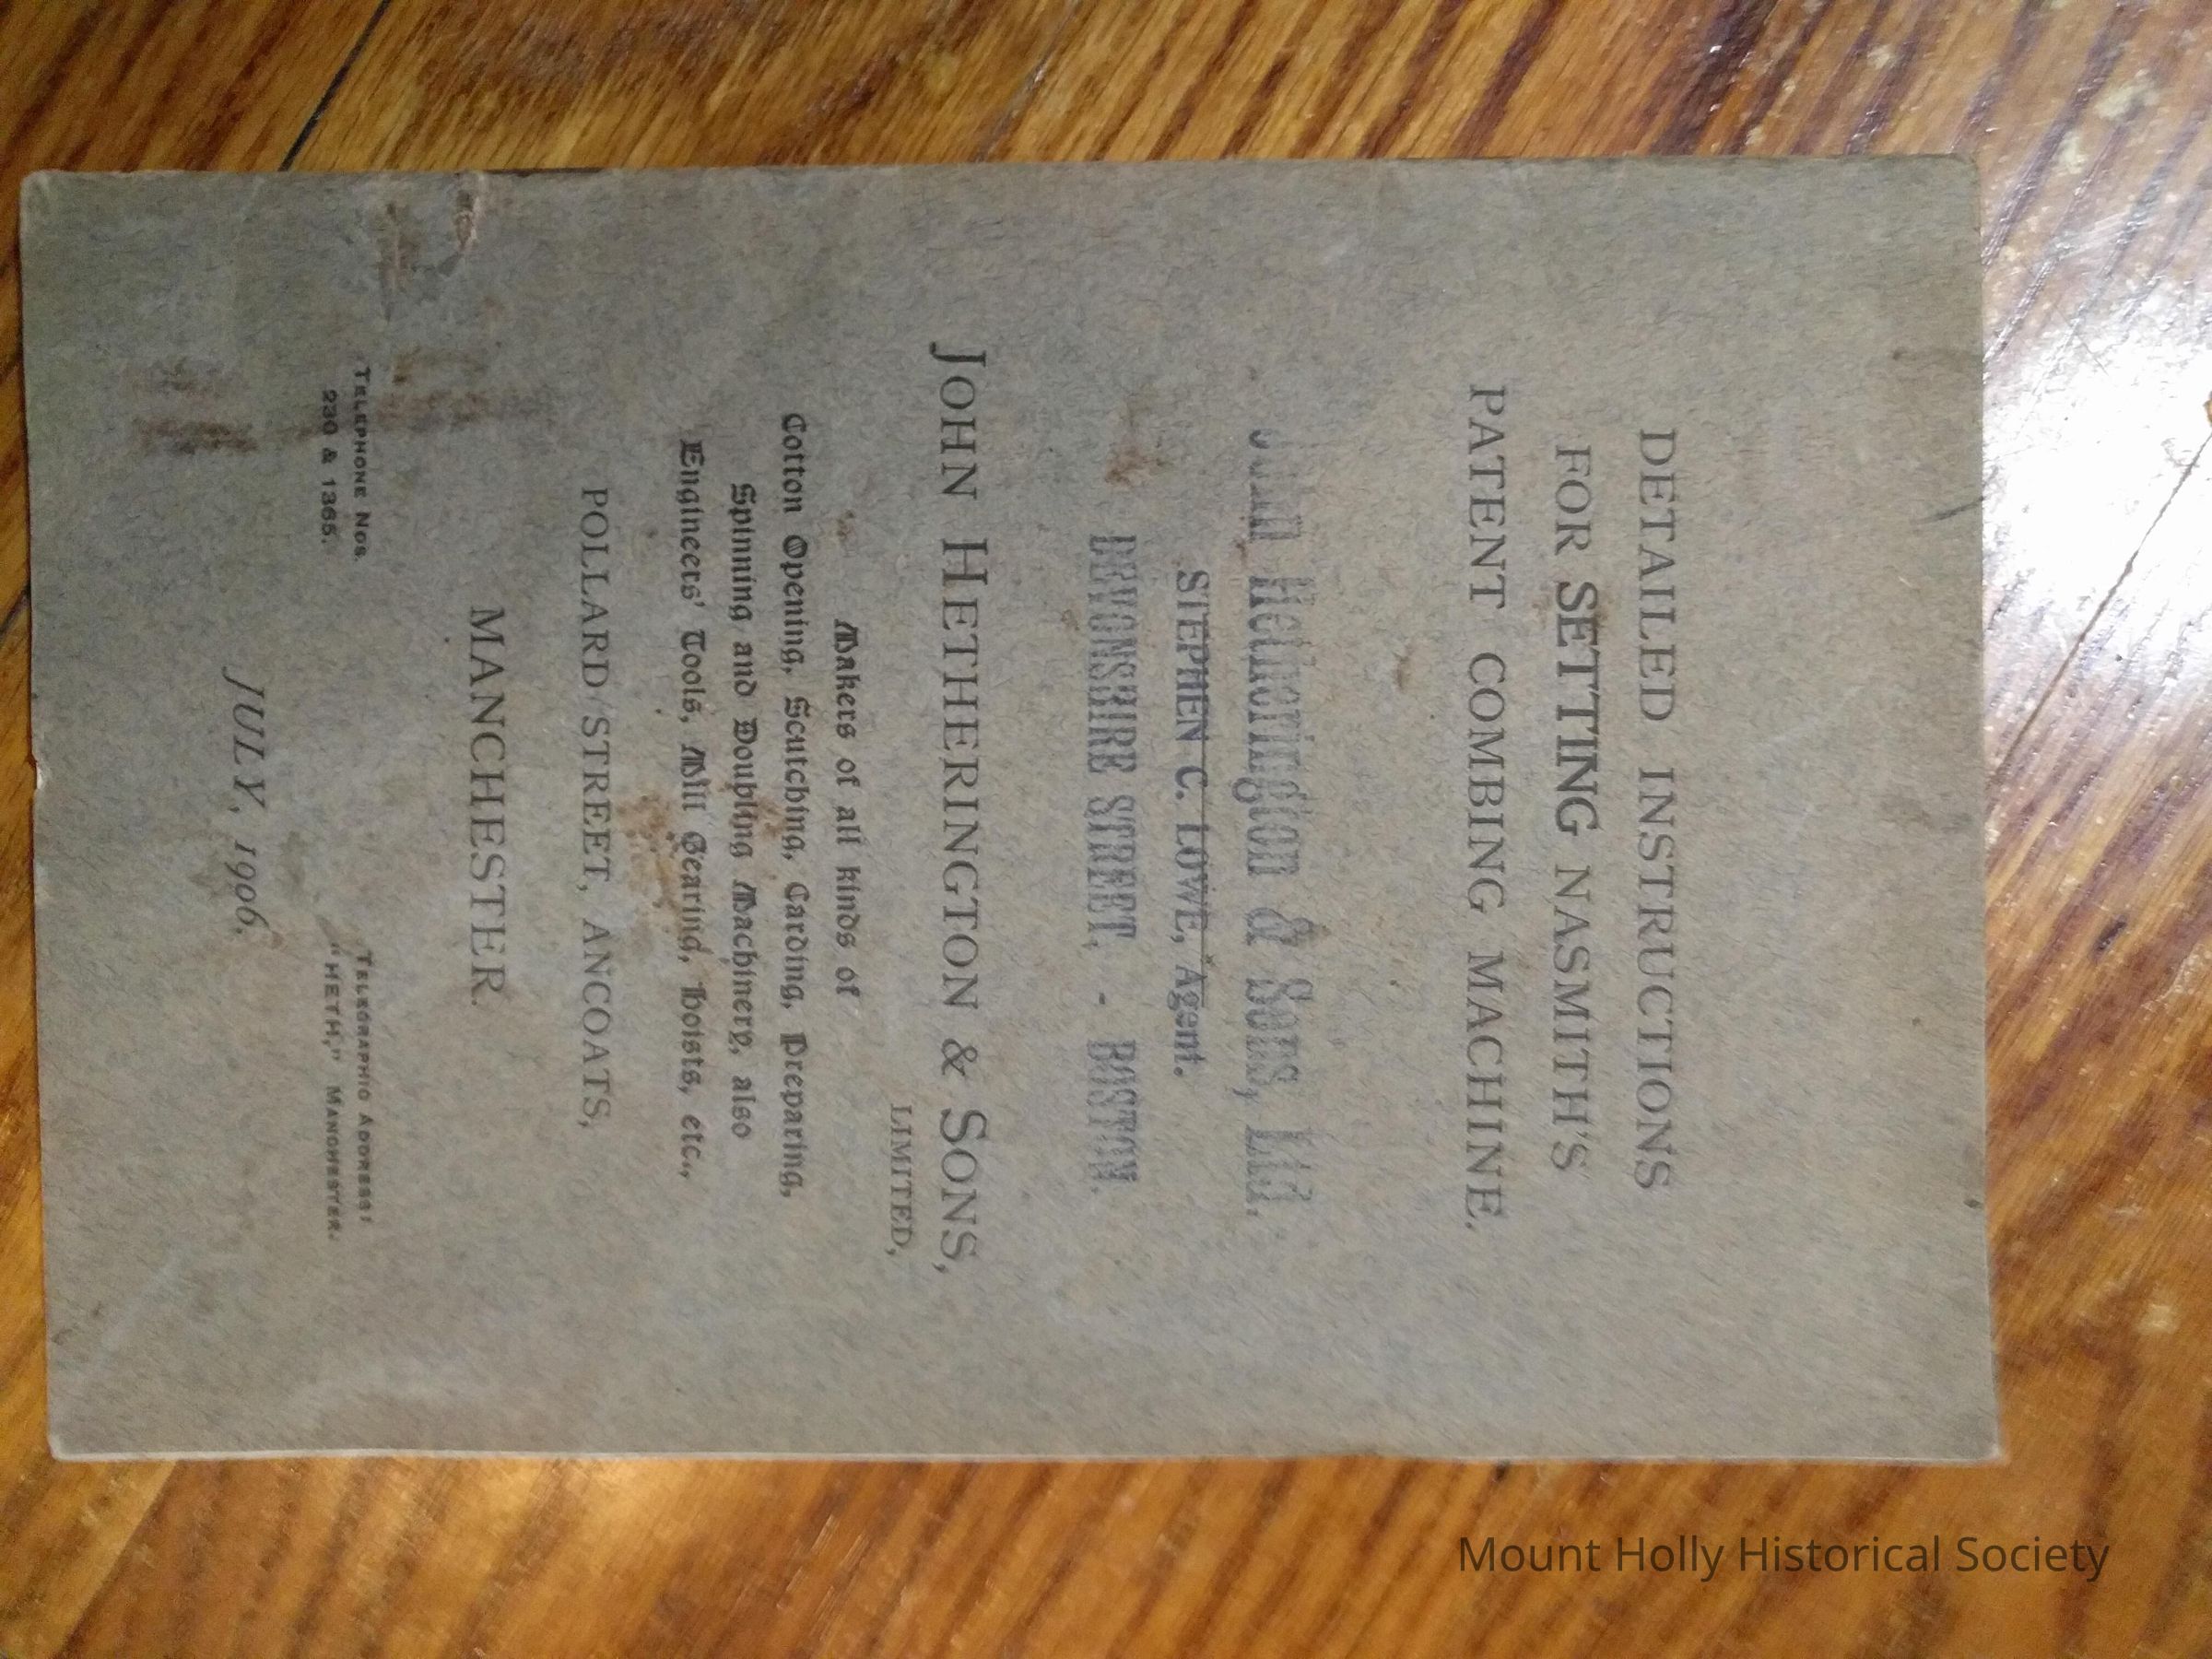 DETAILED INSTRUCTIONS
FOR SETTING NASMITH'S
PATENT COMBING MACHINE.
John Hetherington & Sons, Ltd.
STEPHEN C. LOWE, Agent.
DEVONSHIRE STREET, - BOSTON.
JOHN HETHERINGTON & SONS,
LIMITED,
Makers of all kinds of
Cotton Opening, Scutching, Carding, Preparing,
Spinning and Doubling Machinery, also
Engineers' Tools, Mill Gearing, Hoists, etc.,
POLLARD STREET, ANCOATS,
MANCHESTER.
TELEPHONE NOS.
230 & 1365.
TELEGRAPHIC ADDRESS:
"HETH," MANCHESTER.
JULY, 1906.
Mount Holly Historical Society